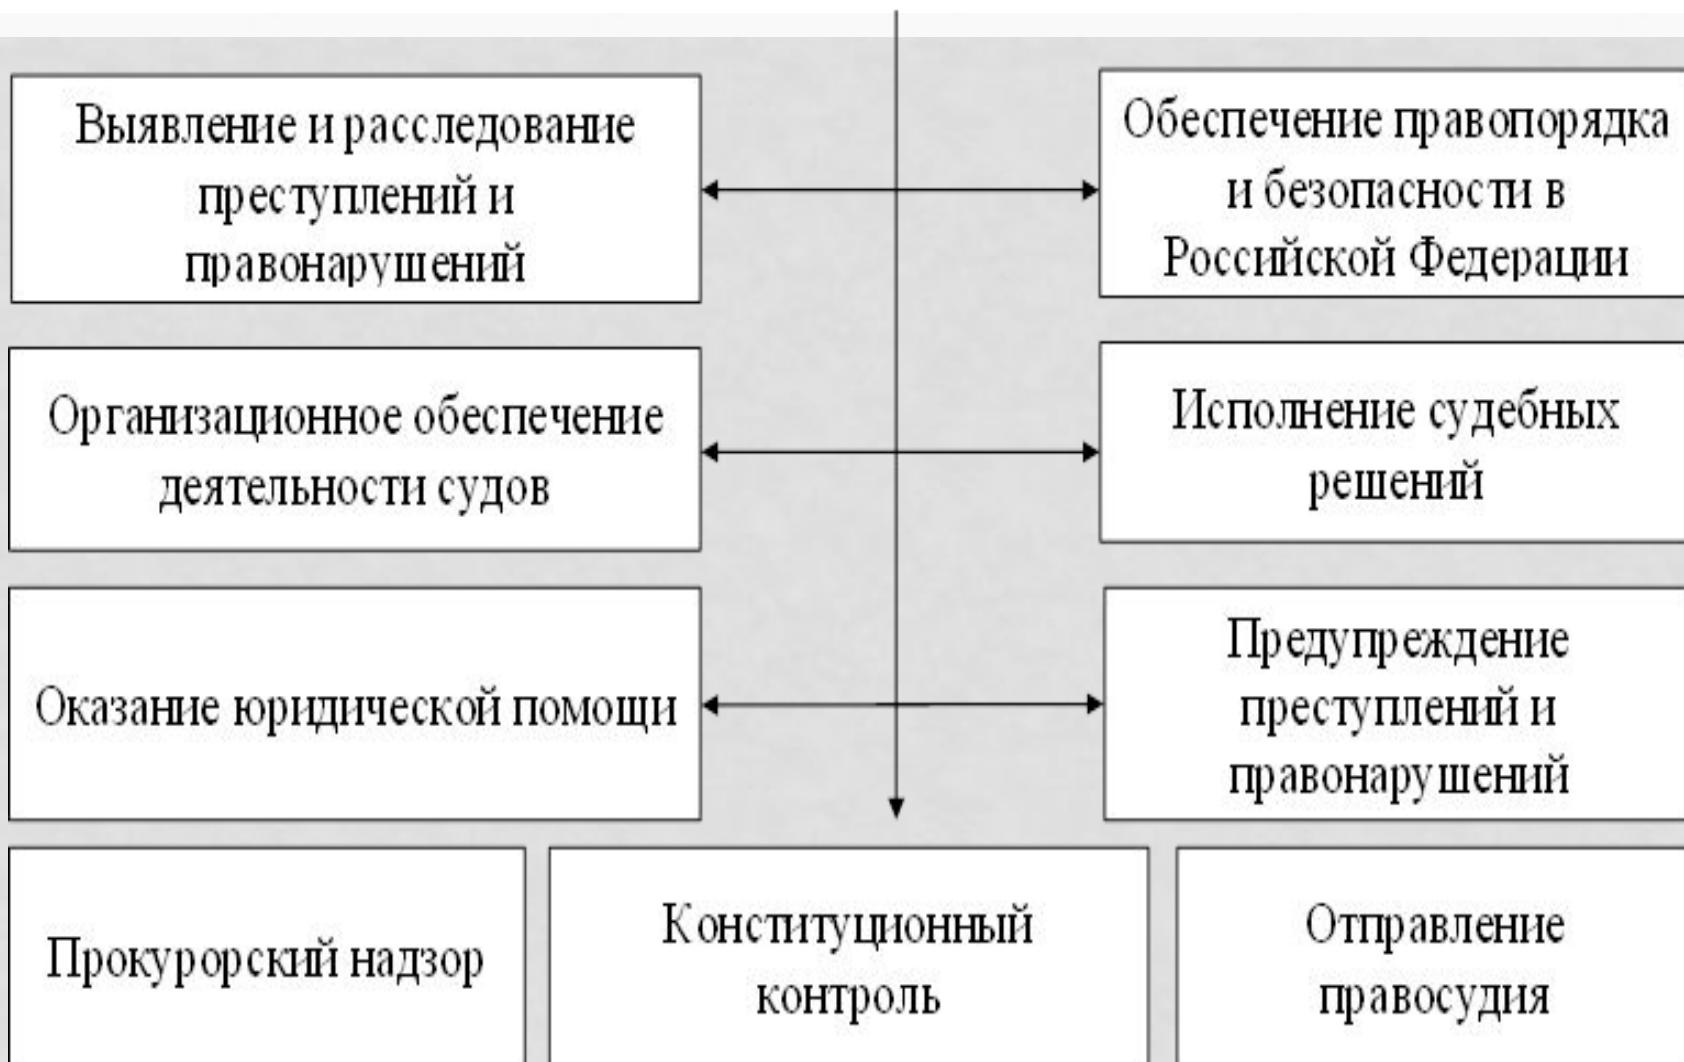 Выявление и расследование
преступлений и
правонарушений
Обеспечение правопорядка
и безопасности в
Российской Федерации
Организационное обеспечение
деятельности судов
Исполнение судебных
решений
Оказание юридической помощи
Предупреждение
преступлений и
правонарушений
Прокурорский надзор
Конституционный
контроль
Отправление
правосудия